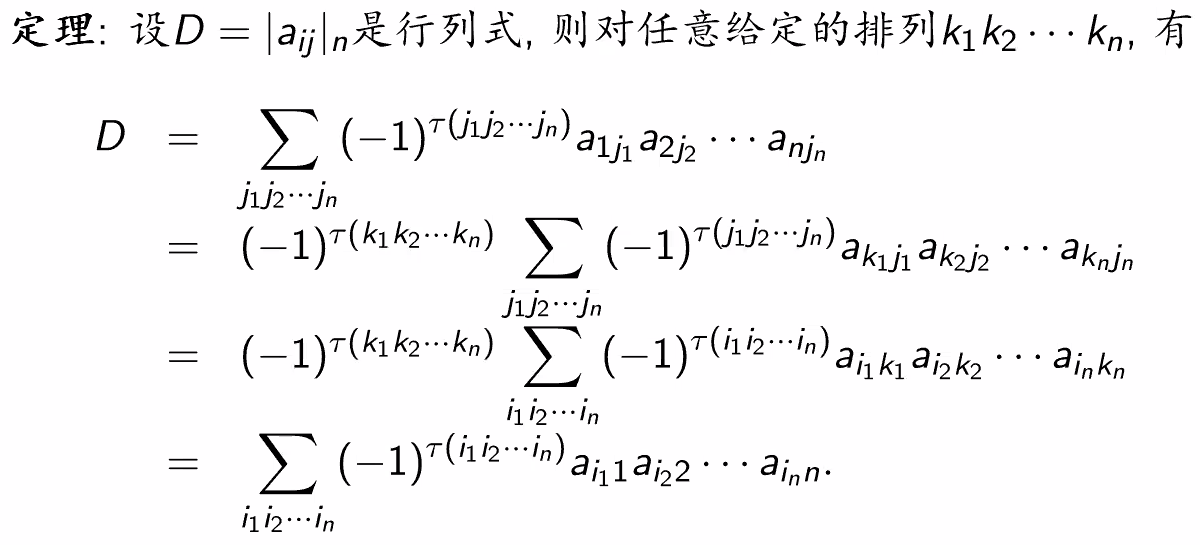 定理: 设D = |a_{ij}|_n是行列式, 则对任意给定的排列k_1k_2⋯k_n, 有
D = ∑_{j_1j_2⋯j_n} (−1)^{τ(j_1j_2⋯j_n)} a_{1j_1}a_{2j_2}⋯a_{nj_n}
= (−1)^{τ(k_1k_2⋯k_n)} ∑_{j_1j_2⋯j_n} (−1)^{τ(j_1j_2⋯j_n)} a_{k_1j_1}a_{k_2j_2}⋯a_{k_nj_n}
= (−1)^{τ(k_1k_2⋯k_n)} ∑_{i_1i_2⋯i_n} (−1)^{τ(i_1i_2⋯i_n)} a_{i_1k_1}a_{i_2k_2}⋯a_{i_nk_n}
= ∑_{i_1i_2⋯i_n} (−1)^{τ(i_1i_2⋯i_n)} a_{i_11}a_{i_22}⋯a_{i_nn}.